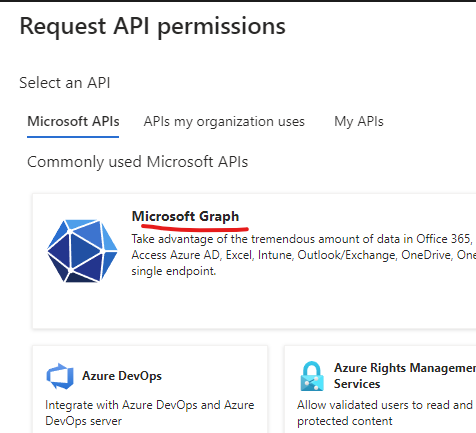 Request API permissions
Select an API
Microsoft APIs APIs my organization uses My APIs
Commonly used Microsoft APIs
Microsoft Graph
Take advantage of the tremendous amount of data in Office 365,
Access Azure AD, Excel, Intune, Outlook/Exchange, OneDrive, One
single endpoint.
Azure DevOps
Integrate with Azure DevOps and Azure
DevOps server
Azure Rights Managemen
Services
Allow validated users to read and
protected content